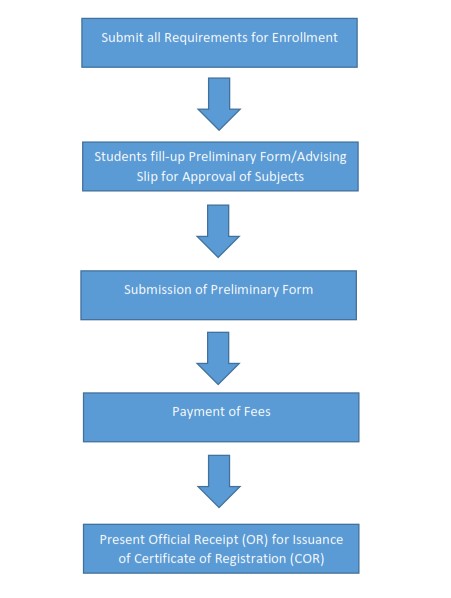 Submit all Requirements for Enrollment
Students fill-up Preliminary Form/Advising
Slip for Approval of Subjects
Submission of Preliminary Form
Payment of Fees
Present Official Receipt (OR) for Issuance
of Certificate of Registration (COR)